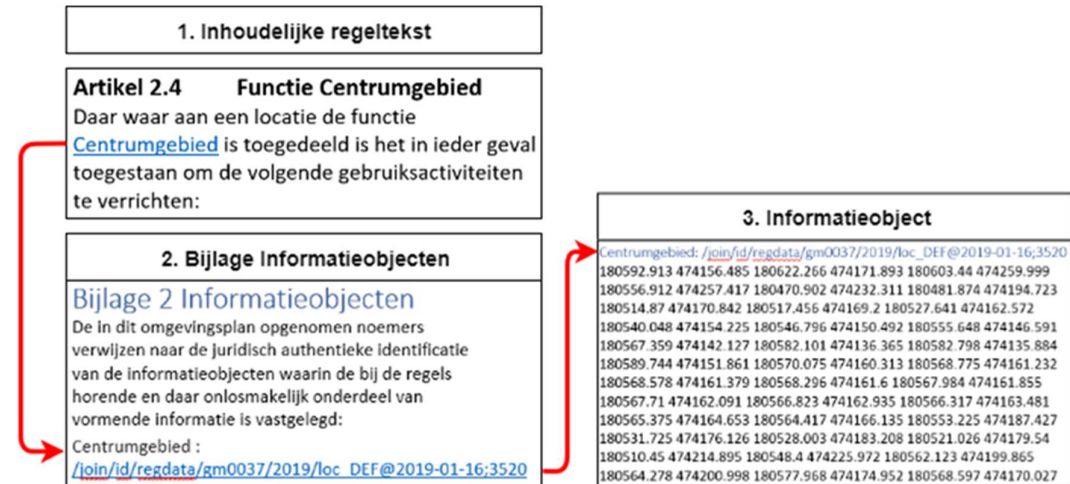 1. Inhoudelijke regeltekst
Artikel 2.4 Functie Centrumgebied
Daar waar aan een locatie de functie
Centrumgebied is toegedeeld is het in ieder geval
toegestaan om de volgende gebruiksactiviteiten
te verrichten:
2. Bijlage Informatieobjecten
Bijlage 2 Informatieobjecten
De in dit omgevingsplan opgenomen noemers
verwijzen naar de juridisch authentieke identificatie
van de informatieobjecten waarin de bij de regels
horende en daar onlosmakelijk onderdeel van
vormende informatie is vastgelegd:
Centrumgebied :
/join/id/regdata/gm0037/2019/loc_DEF@2019-01-16;3520
3. Informatieobject
Centrumgebied: /join/id/regdata/gm0037/2019/loc_DEF@2019-01-16;3520
180592.913 474156.485 180622.266 474171.893 180603.44 474259.999
180556.912 474257.417 180470.902 474232.311 180481.874 474194.723
180514.87 474170.842 180517.456 474169.2 180527.641 474162.572
180540.048 474154.225 180546.796 474150.492 180555.648 474146.591
180567.359 474142.127 180582.101 474136.365 180582.798 474135.884
180589.744 474151.861 180570.075 474160.313 180568.775 474161.232
180568.578 474161.379 180568.296 474161.6 180567.984 474161.855
180567.71 474162.091 180566.823 474162.935 180566.317 474163.481
180565.375 474164.653 180564.417 474166.135 180553.225 474187.427
180531.725 474176.126 180528.003 474183.208 180521.026 474179.54
180510.45 474214.895 180548.4 474225.972 180562.123 474199.865
180564.278 474200.998 180577.968 474174.952 180568.597 474170.027